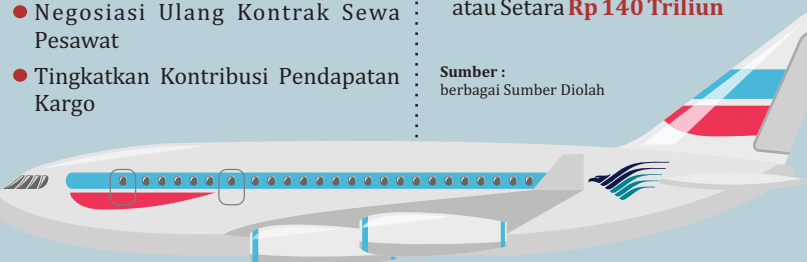 ● Negosiasi Ulang Kontrak Sewa
Pesawat
● Tingkatkan Kontribusi Pendapatan
Kargo
atau Setara Rp 140 Triliun
Sumber :
berbagai Sumber Diolah